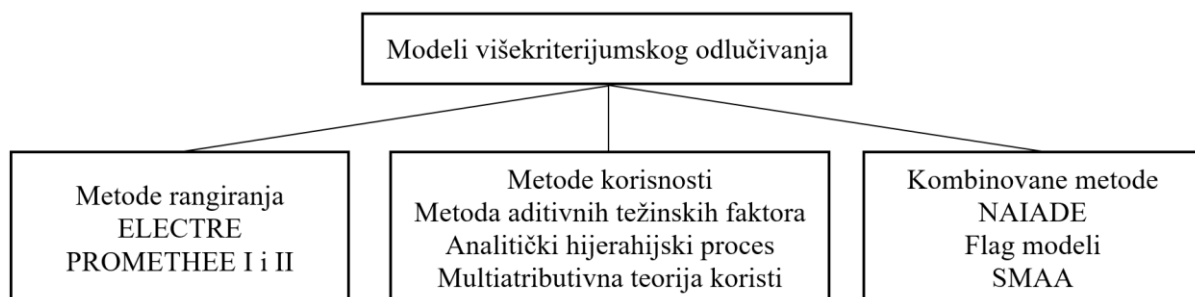 Modeli višekriterijumskog odlučivanja
Metode rangiranja
ELECTRE
PROMETHEE I i II
Metode korisnosti
Metoda aditivnih težinskih faktora
Analitički hijerahijski proces
Multiatributivna teorija koristi
Kombinovane metode
NAIADE
Flag modeli
SMAA